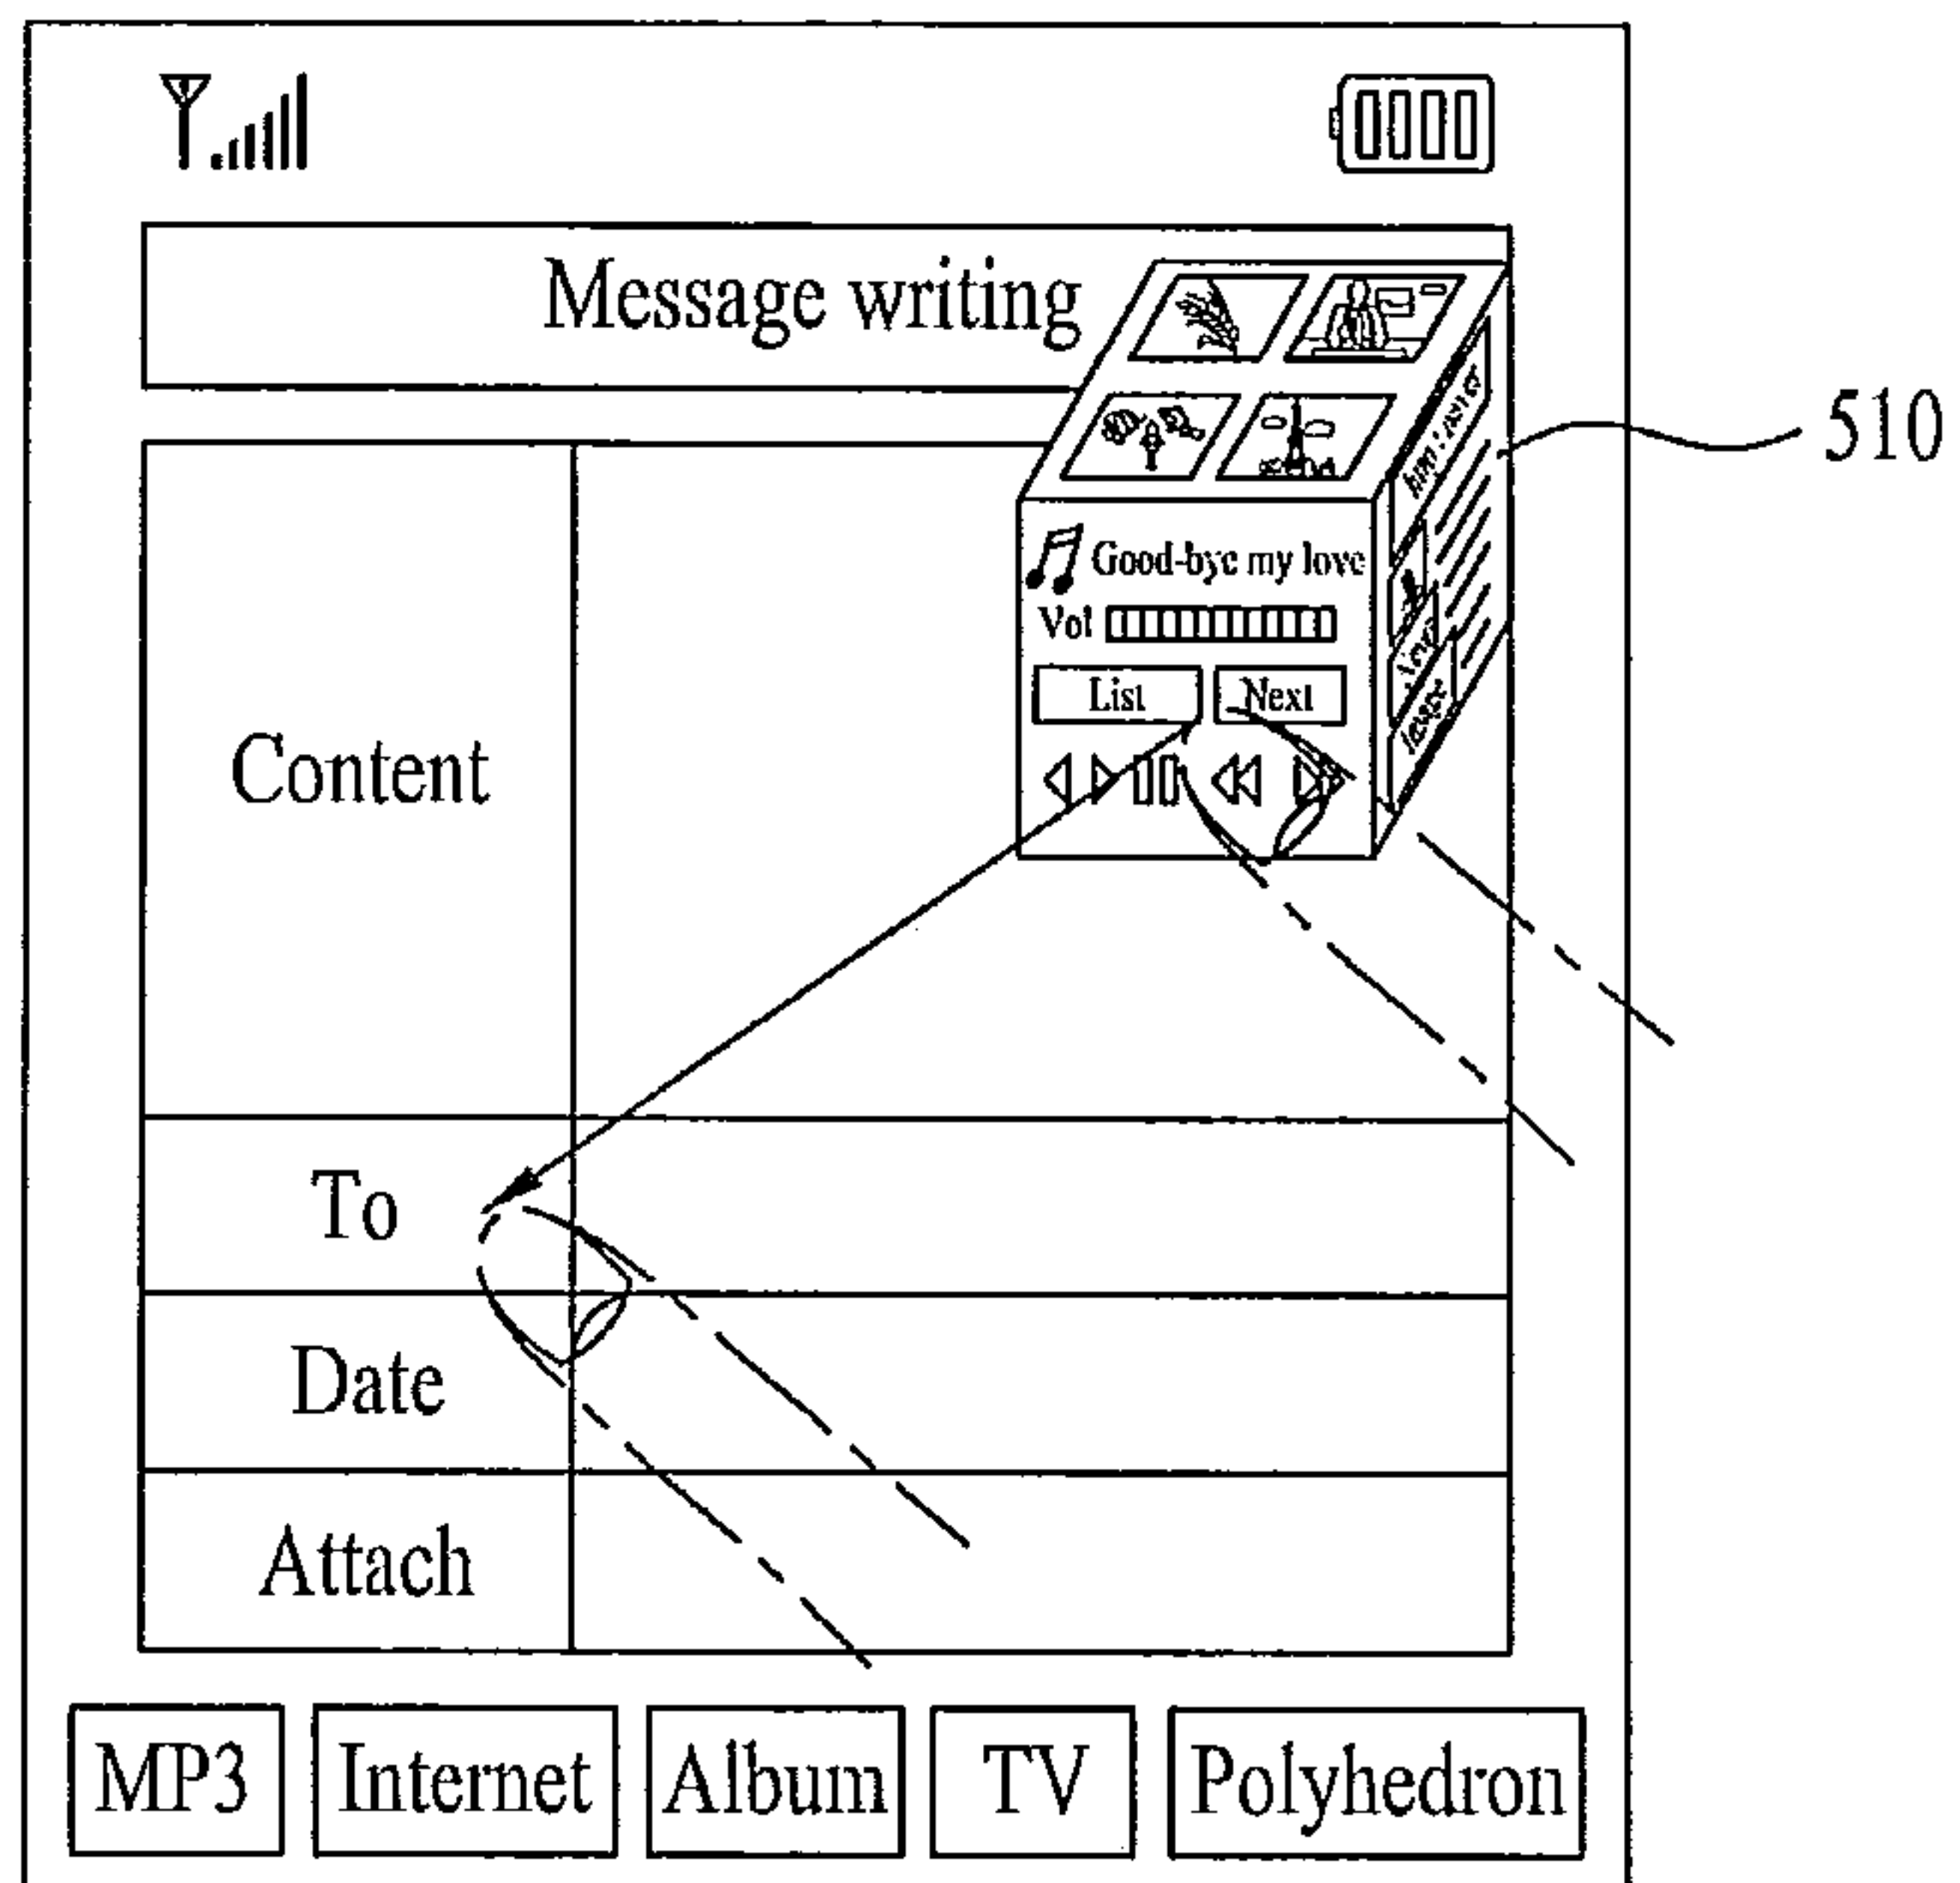 Message writing
510
Good-bye my love
Vol
List Next
Content
To
Date
Attach
MP3 Internet Album TV Polyhedron